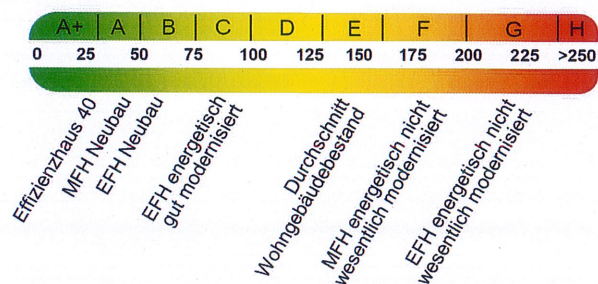 A+ A B C D E F G H
0 25 50 75 100 125 150 175 200 225 >250
Effizienzhaus 40
MFH Neubau
EFH Neubau
EFH energetisch
gut modernisiert
Durchschnitt
Wohngebäudebestand
MFH energetisch nicht
wesentlich modernisiert
EFH energetisch nicht
wesentlich modernisiert